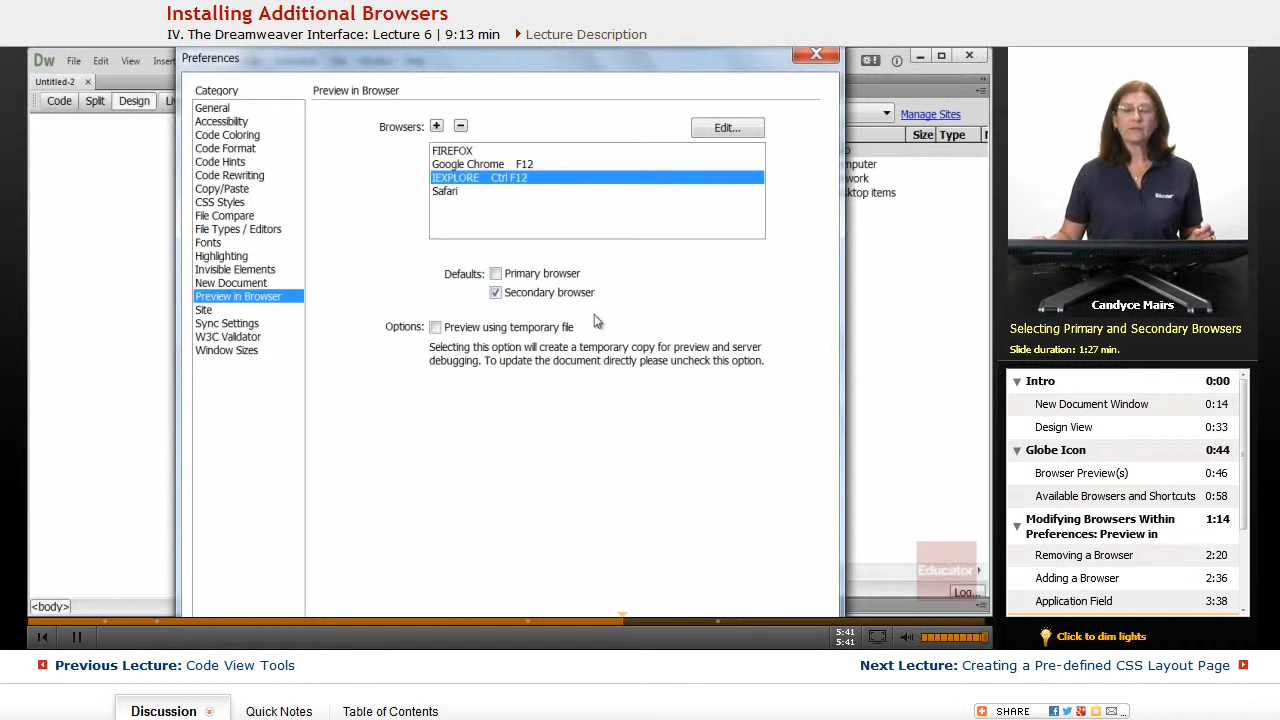 Installing Additional Browsers
IV. The Dreamweaver Interface: Lecture 6 | 9:13 min
Lecture Description
Dw File Edit View
Preferences
Untitled-2 ×
Code Split Design
Category
General
Accessibility
Code Coloring
Code Format
Code Hints
Code Rewriting
Copy/Paste
CSS Styles
File Compare
File Types / Editors
Fonts
Highlighting
Invisible Elements
New Document
Preview in Browser
Site
Sync Settings
W3C Validator
Window Sizes
Preview in Browser
Browsers: + −
Edit...
FIREFOX
Google Chrome F12
IEXPLORE Ctrl F12
Safari
Defaults: Primary browser
Secondary browser
Options: Preview using temporary file
Selecting this option will create a temporary copy for preview and server
debugging. To update the document directly please uncheck this option.
Manage Sites
Size Type
Educator
Log...
<body>
5:41
5:41
Educator
Candyce Mairs
Selecting Primary and Secondary Browsers
Slide duration: 1:27 min.
Intro 0:00
New Document Window 0:14
Design View 0:33
Globe Icon 0:44
Browser Preview(s) 0:46
Available Browsers and Shortcuts 0:58
Modifying Browsers Within 1:14
Preferences: Preview in
Removing a Browser 2:20
Adding a Browser 2:36
Application Field 3:38
Click to dim lights
Previous Lecture: Code View Tools
Next Lecture: Creating a Pre-defined CSS Layout Page
Discussion
Quick Notes
Table of Contents
SHARE